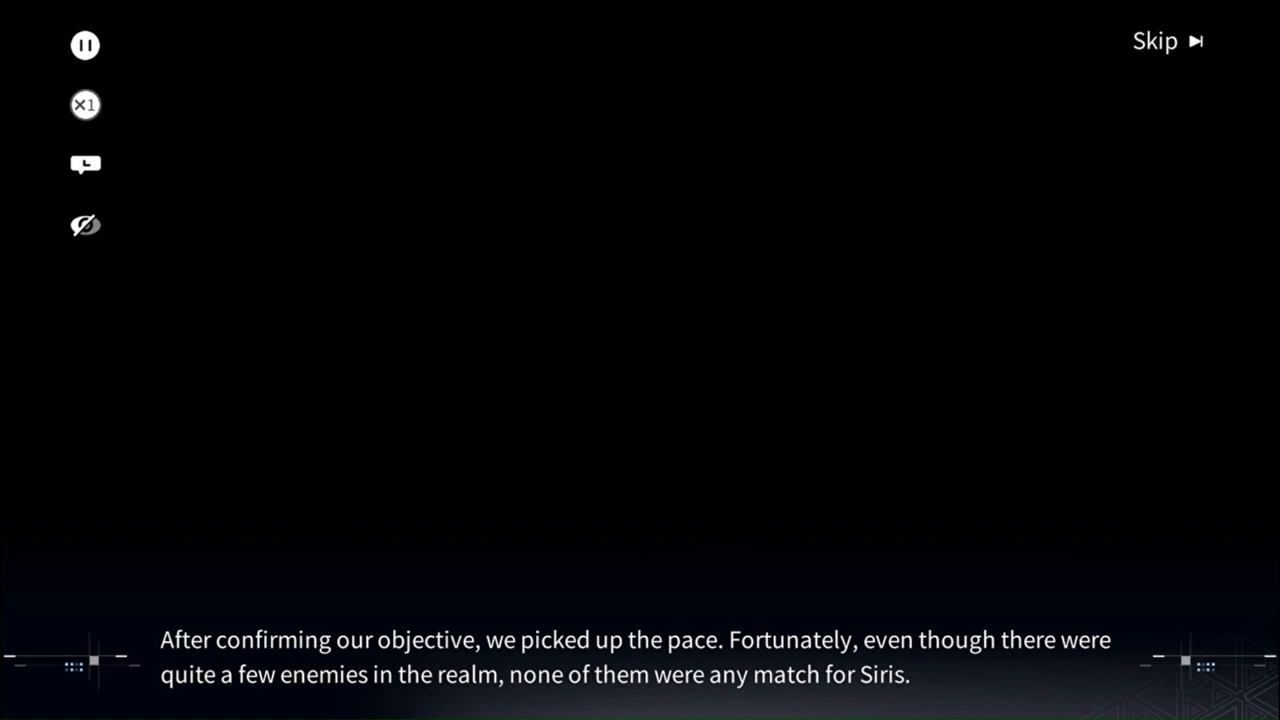 Skip
×1
After confirming our objective, we picked up the pace. Fortunately, even though there were
quite a few enemies in the realm, none of them were any match for Siris.